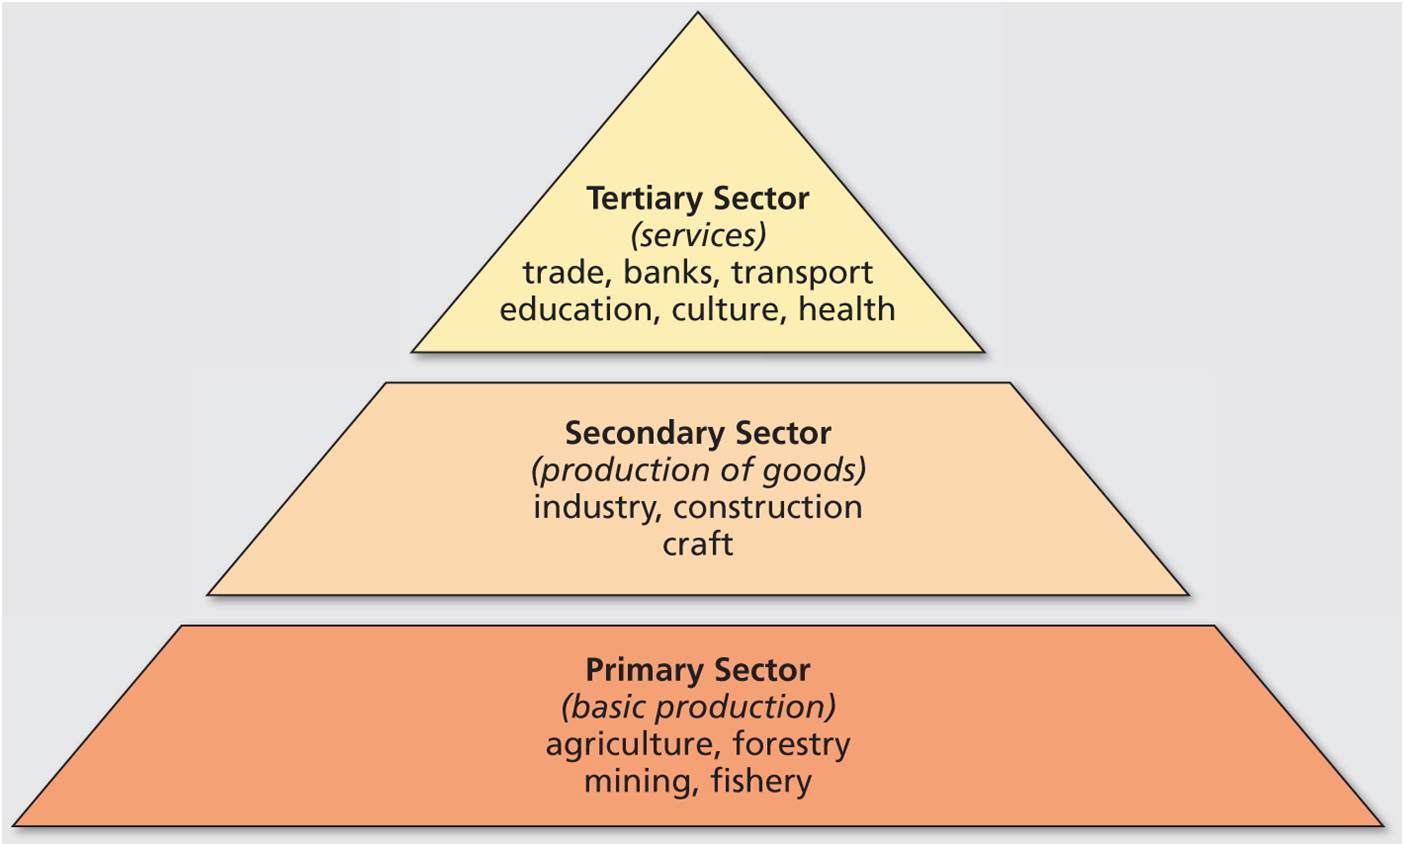 Tertiary Sector
(services)
trade, banks, transport
education, culture, health
Secondary Sector
(production of goods)
industry, construction
craft
Primary Sector
(basic production)
agriculture, forestry
mining, fishery